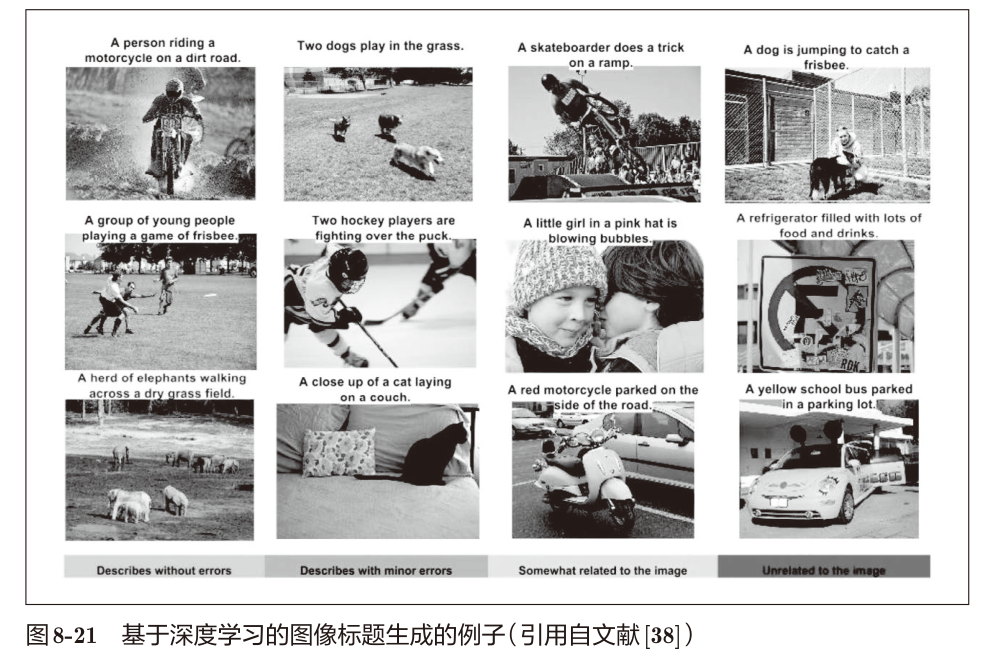 A person riding a
motorcycle on a dirt road.
Two dogs play in the grass.
A skateboarder does a trick
on a ramp.
A dog is jumping to catch a
frisbee.
A group of young people
playing a game of frisbee.
Two hockey players are
fighting over the puck.
A little girl in a pink hat is
blowing bubbles.
A refrigerator filled with lots of
food and drinks.
A herd of elephants walking
across a dry grass field.
A close up of a cat laying
on a couch.
A red motorcycle parked on the
side of the road.
A yellow school bus parked
in a parking lot.
Describes without errors
Describes with minor errors
Somewhat related to the image
Unrelated to the image
图8-21 基于深度学习的图像标题生成的例子（引用自文献[38]）